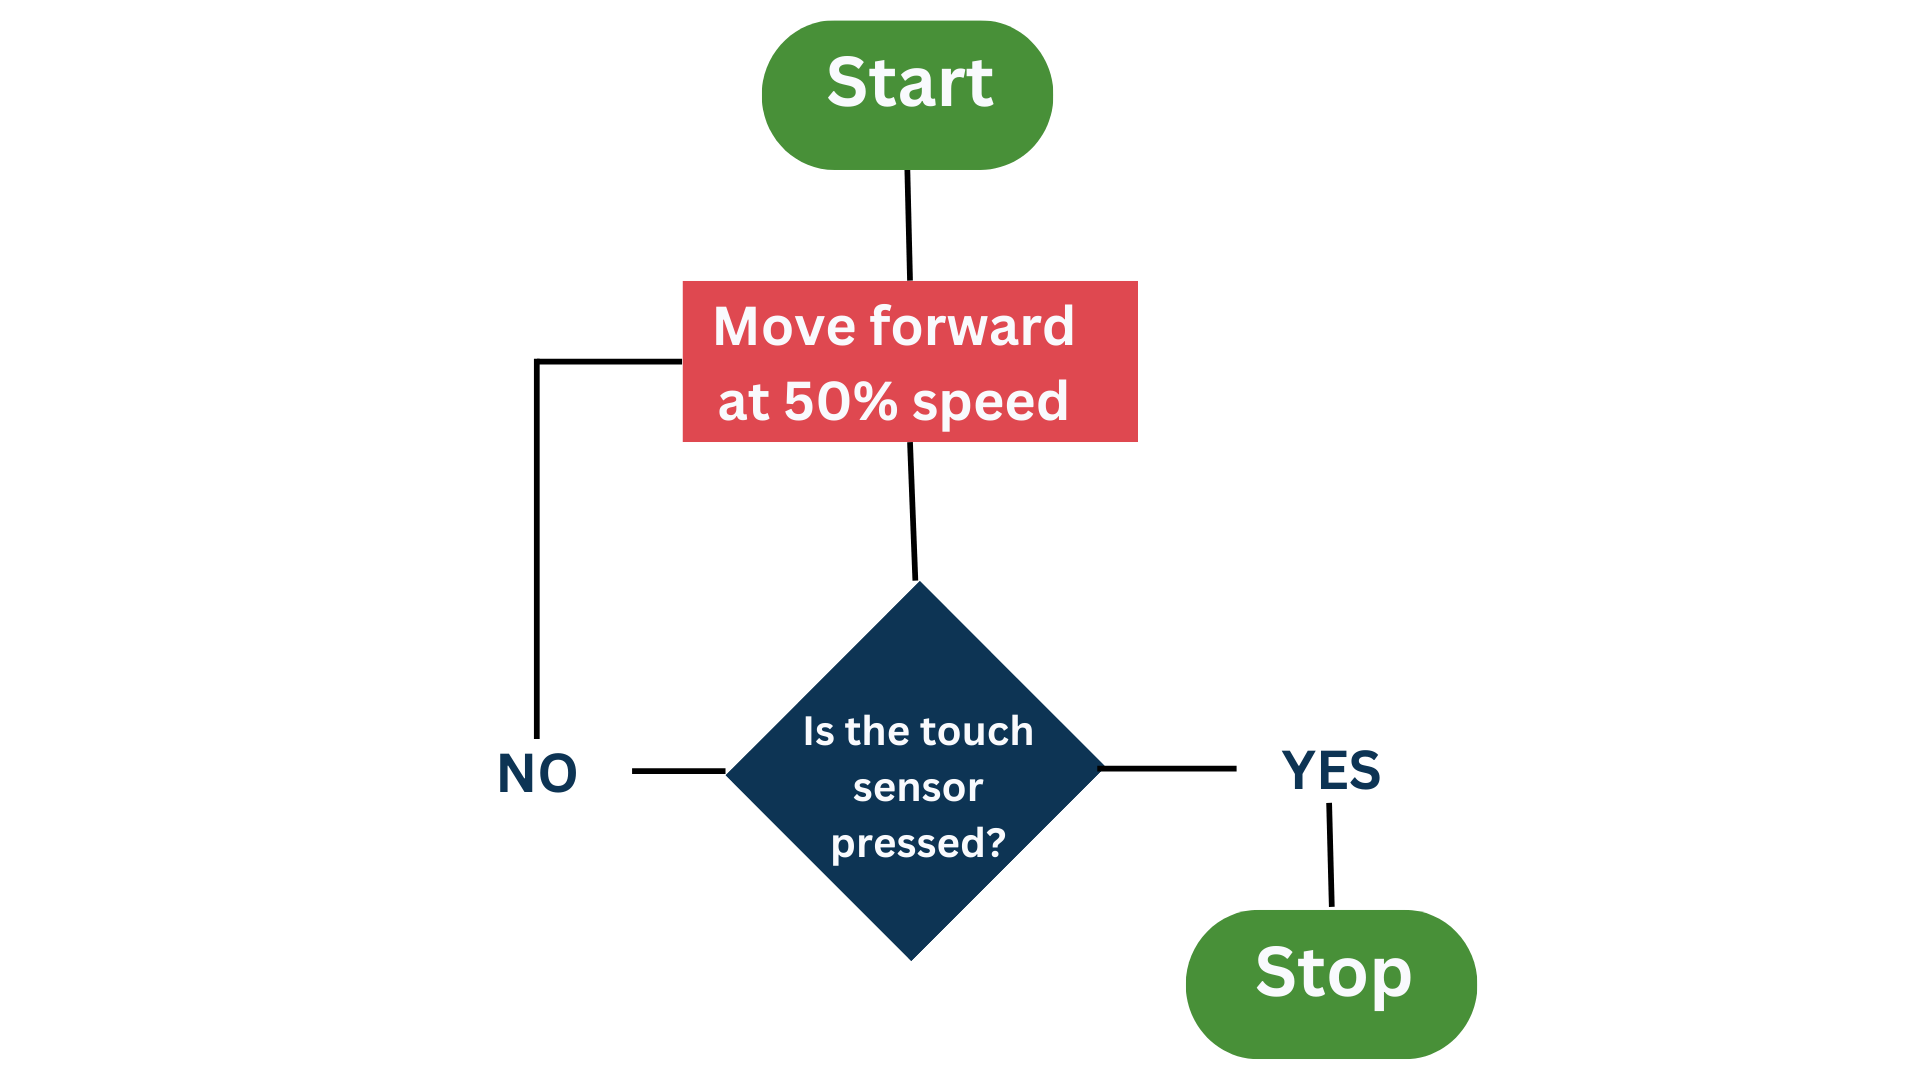 Start
Move forward
at 50% speed
Is the touch
sensor
pressed?
NO
YES
Stop